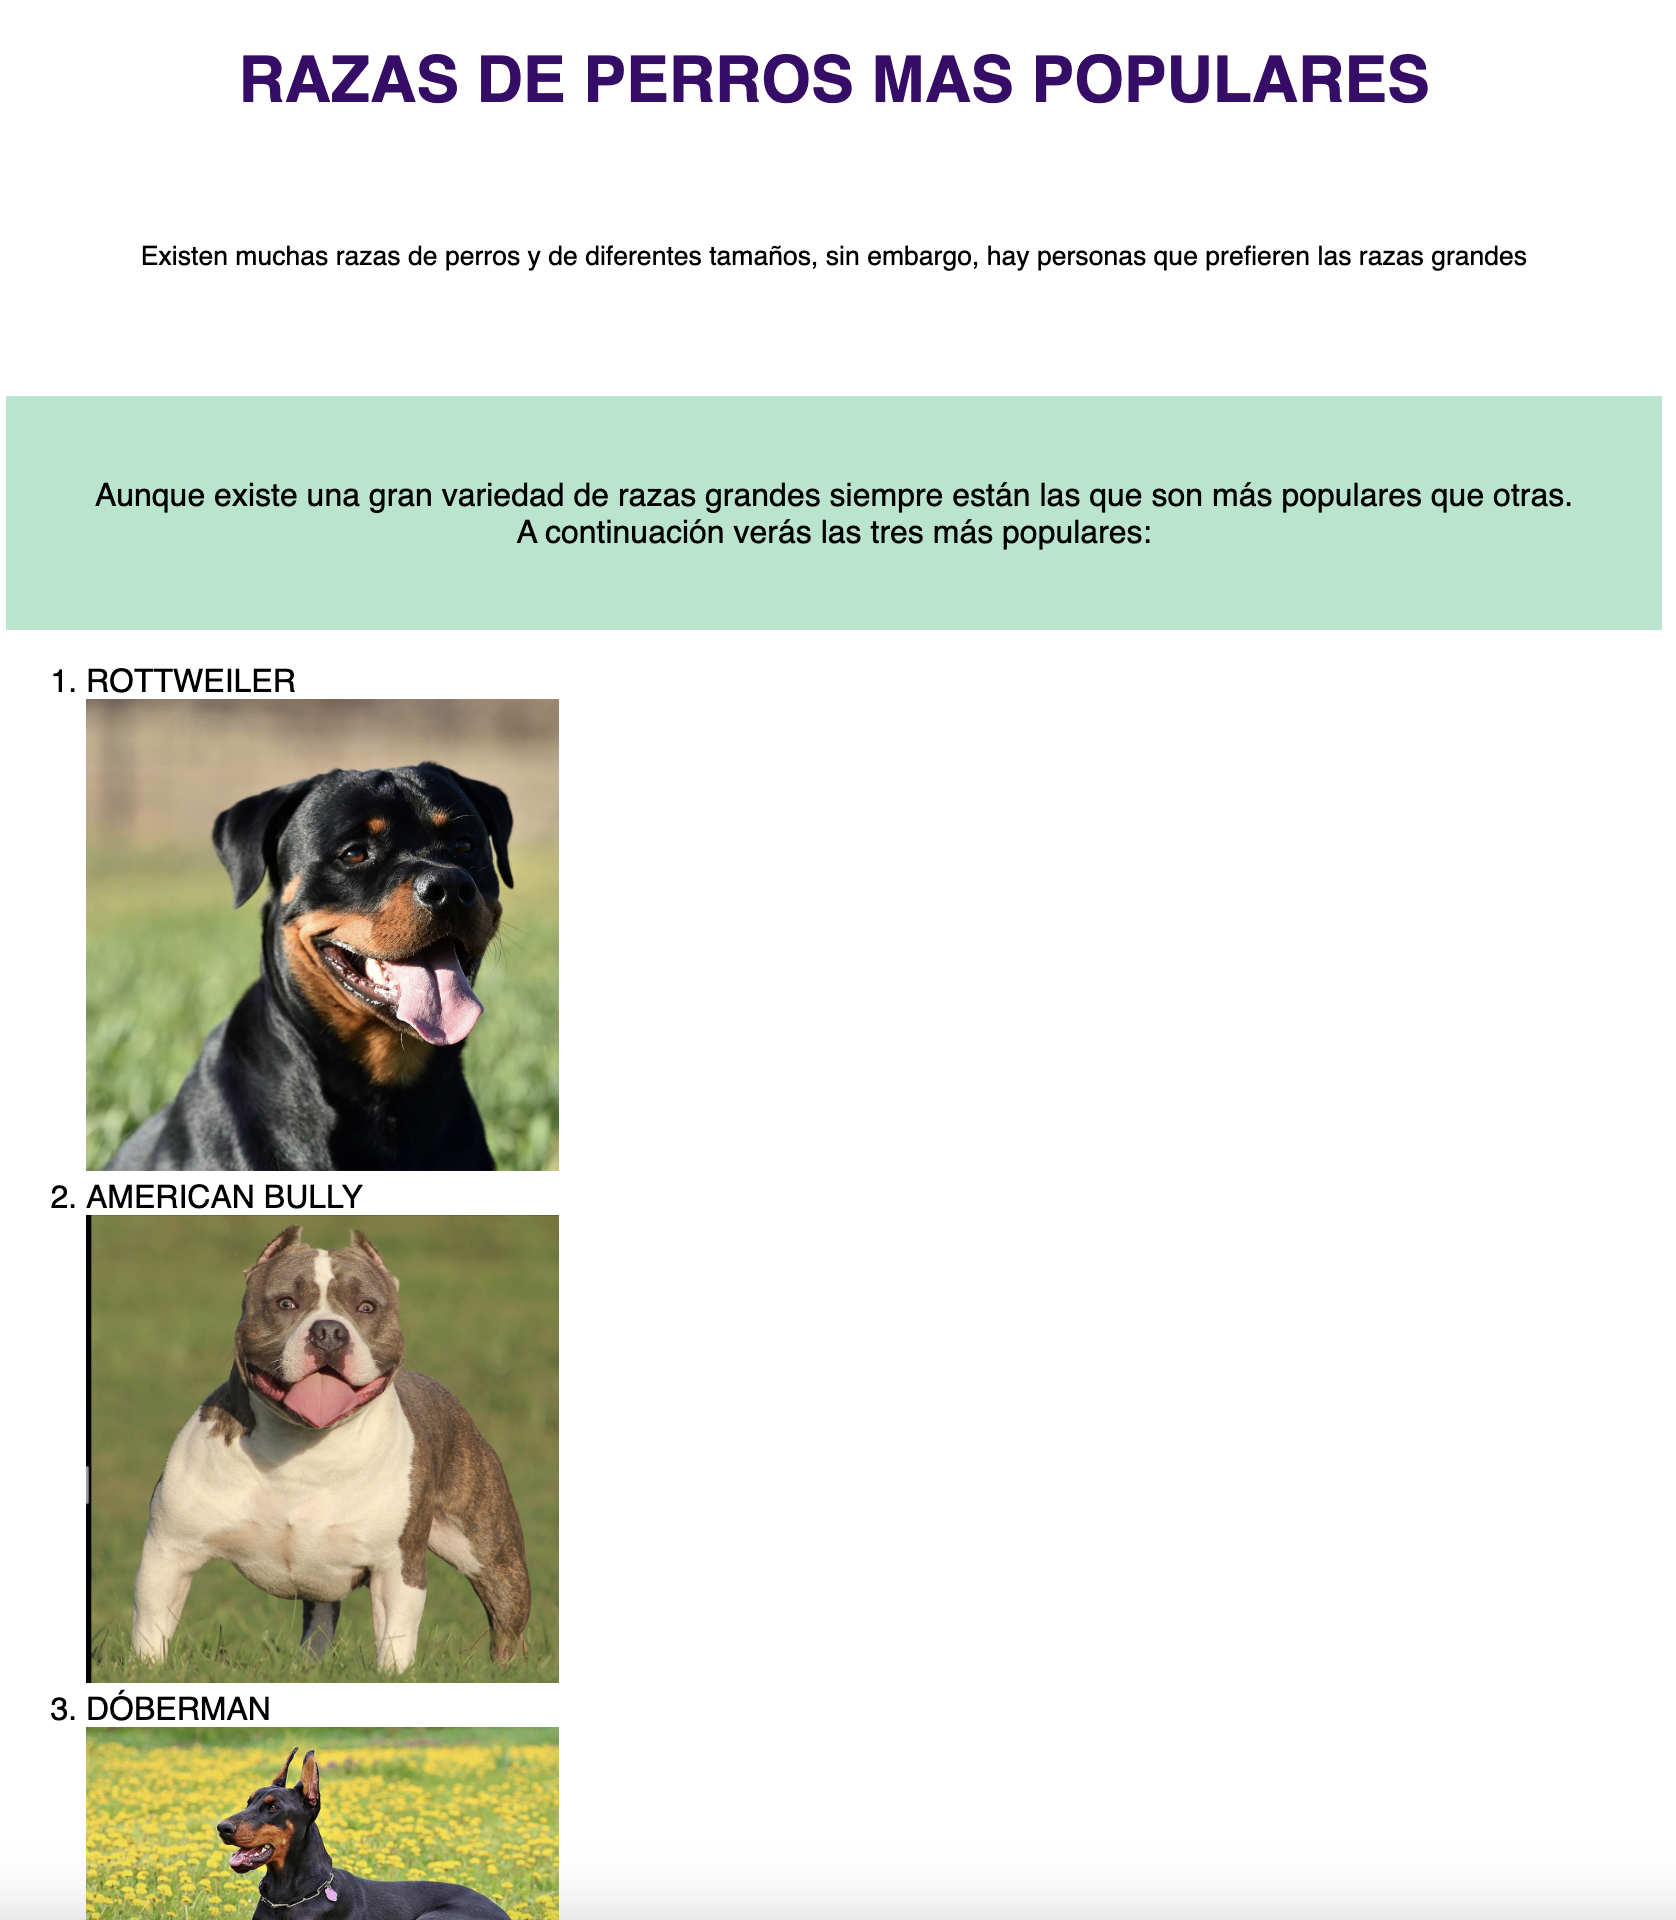 RAZAS DE PERROS MAS POPULARES
Existen muchas razas de perros y de diferentes tamaños, sin embargo, hay personas que prefieren las razas grandes
Aunque existe una gran variedad de razas grandes siempre están las que son más populares que otras.
A continuación verás las tres más populares:
1. ROTTWEILER
2. AMERICAN BULLY
3. DÓBERMAN